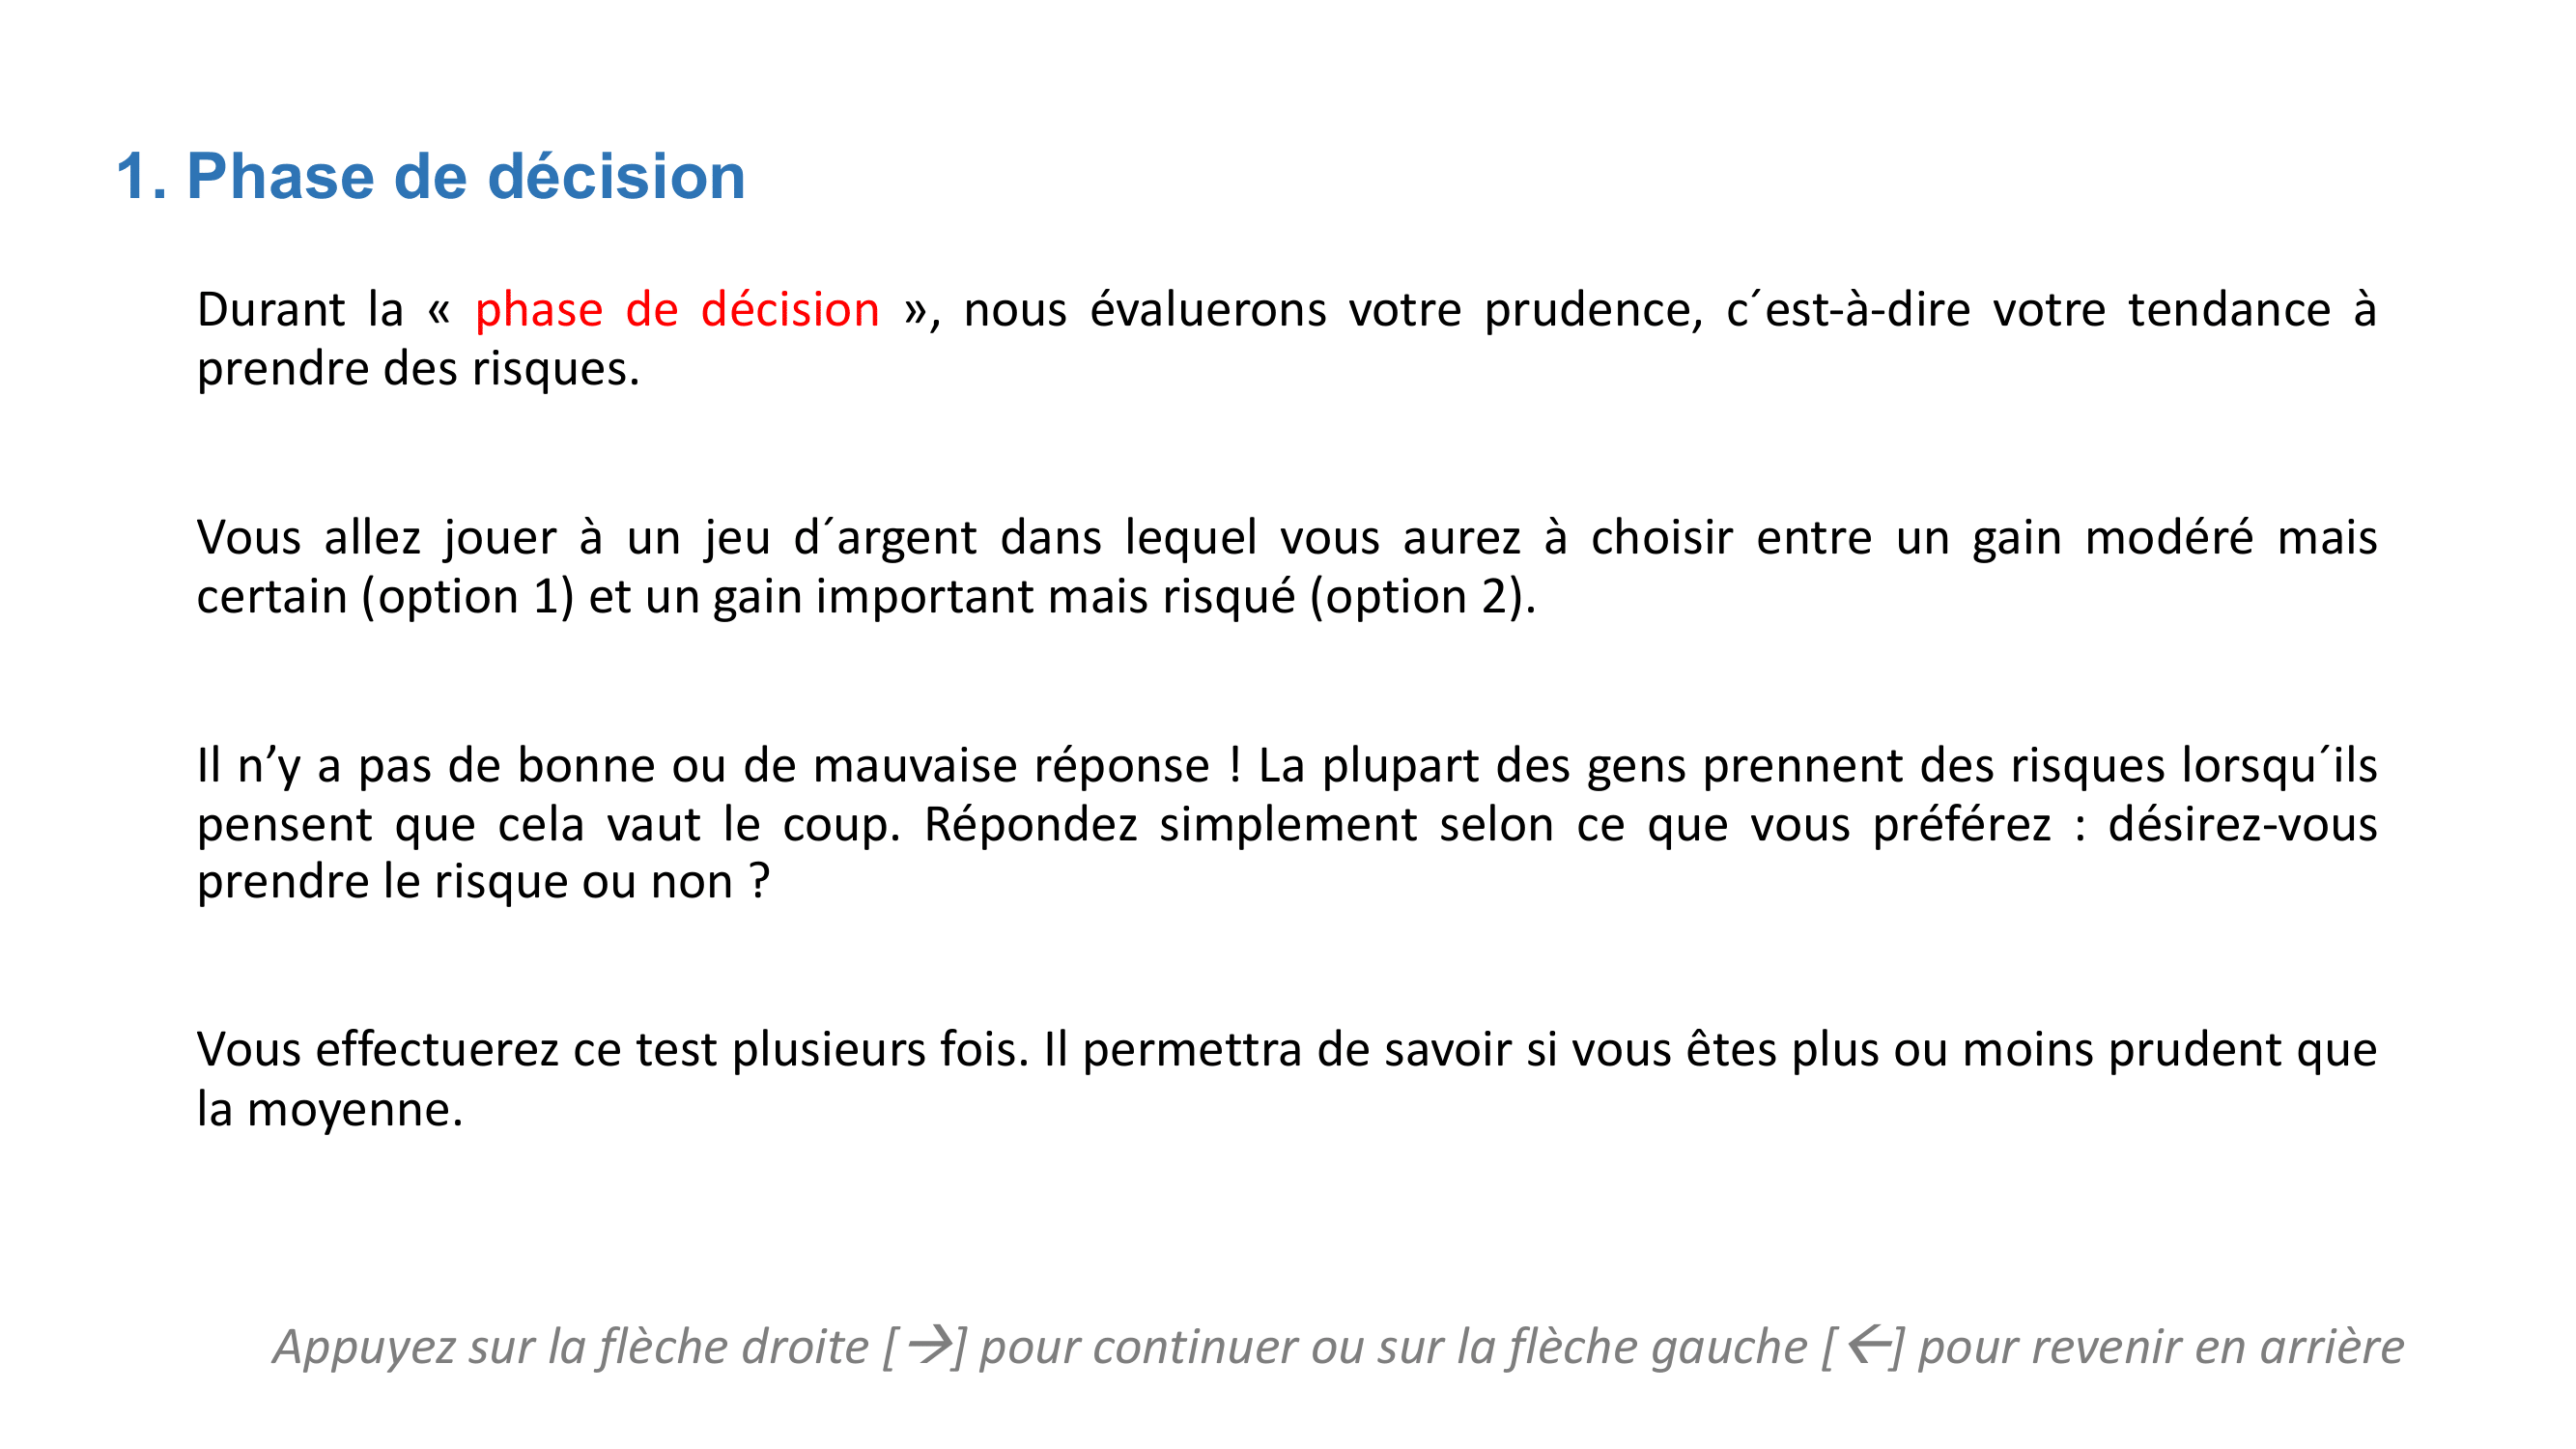 1. Phase de décision
Durant la « phase de décision », nous évaluerons votre prudence, c´est-à-dire votre tendance à
prendre des risques.
Vous allez jouer à un jeu d´argent dans lequel vous aurez à choisir entre un gain modéré mais
certain (option 1) et un gain important mais risqué (option 2).
Il n’y a pas de bonne ou de mauvaise réponse ! La plupart des gens prennent des risques lorsqu´ils
pensent que cela vaut le coup. Répondez simplement selon ce que vous préférez : désirez-vous
prendre le risque ou non ?
Vous effectuerez ce test plusieurs fois. Il permettra de savoir si vous êtes plus ou moins prudent que
la moyenne.
Appuyez sur la flèche droite [→] pour continuer ou sur la flèche gauche [←] pour revenir en arrière